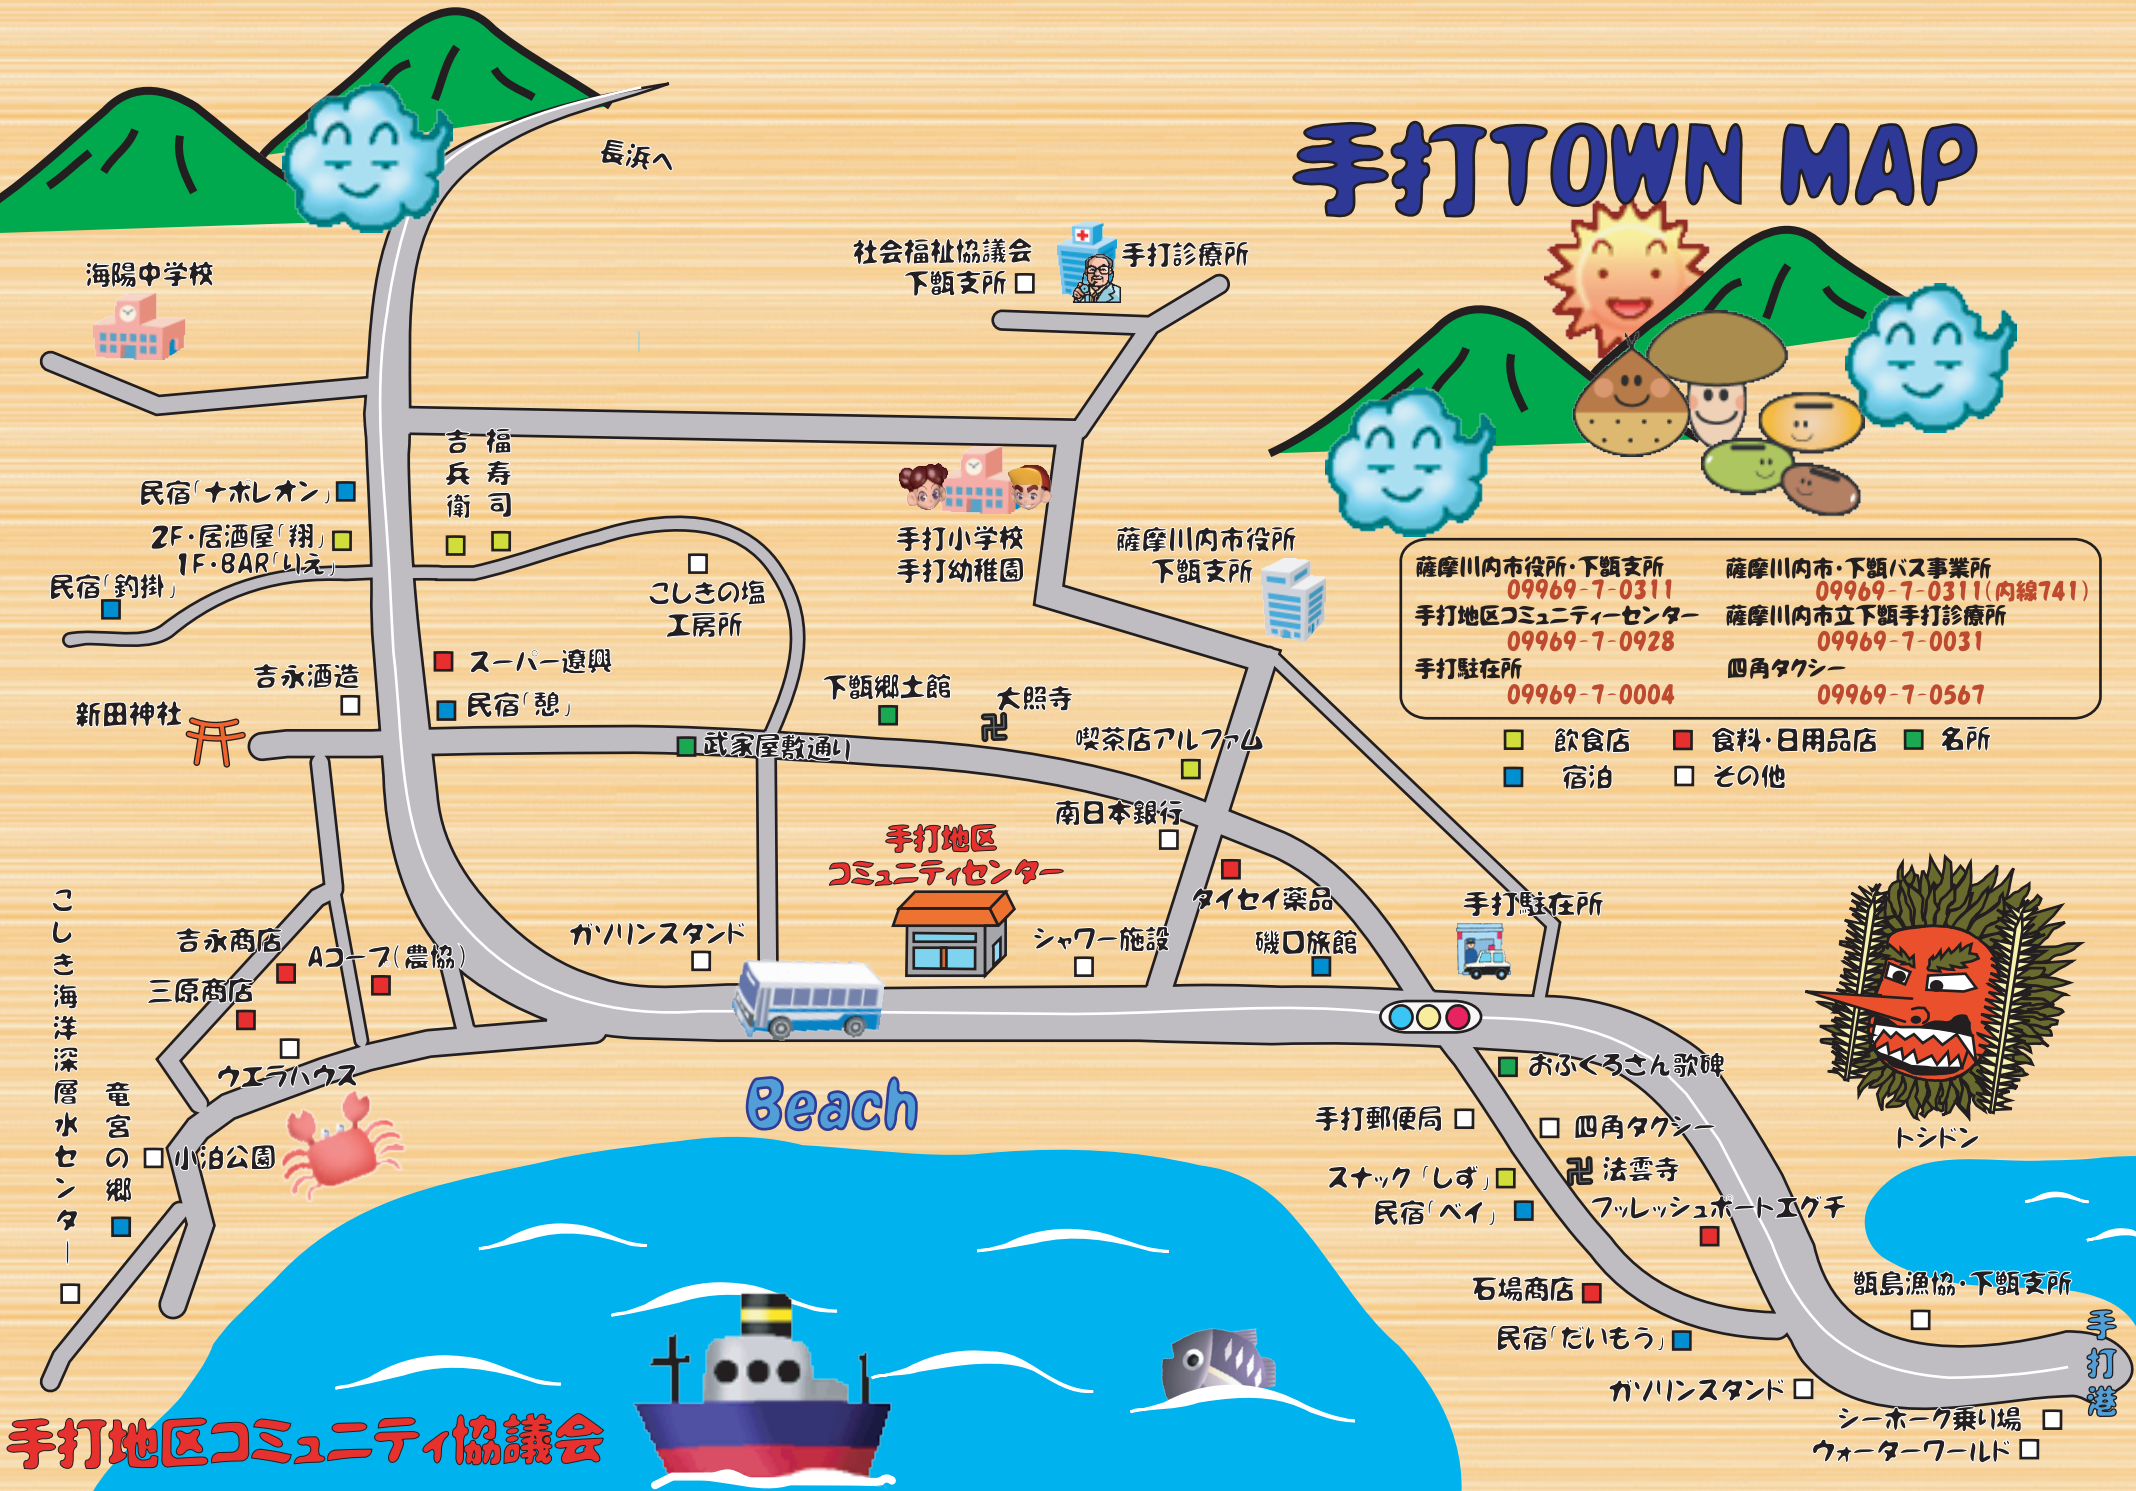 手打TOWN MAP
長浜へ
海陽中学校
社会福祉協議会
下甑支所
手打診療所
吉兵衛
福寿司
民宿「ナポレオン」
2F・居酒屋「翔」
1F・BAR「りえ」
民宿「釣掛」
こしきの塩
工房所
手打小学校
手打幼稚園
薩摩川内市役所
下甑支所
薩摩川内市役所・下甑支所
09969-7-0311
薩摩川内市・下甑バス事業所
09969-7-0311(内線741)
手打地区コミュニティーセンター
09969-7-0928
薩摩川内市立下甑手打診療所
09969-7-0031
手打駐在所
09969-7-0004
四角タクシー
09969-7-0567
飲食店
食料・日用品店
名所
宿泊
その他
吉永酒造
新田神社
スーパー遼興
民宿「憩」
下甑郷土館
大照寺
武家屋敷通り
喫茶店アルファム
南日本銀行
手打地区
コミュニティセンター
タイセイ薬品
手打駐在所
ガソリンスタンド
シャワー施設
磯口旅館
吉永商店
Aコープ(農協)
三原商店
ウエラハウス
こしき海洋深層水センター
竜宮の郷
小泊公園
Beach
おふくろさん歌碑
手打郵便局
四角タクシー
スナック「しず」
法雲寺
民宿「ベイ」
フッレッシュポートエグチ
トシドン
石場商店
民宿「だいもう」
甑島漁協・下甑支所
手打港
ガソリンスタンド
シーホーク乗り場
ウォーターワールド
手打地区コミュニティ協議会